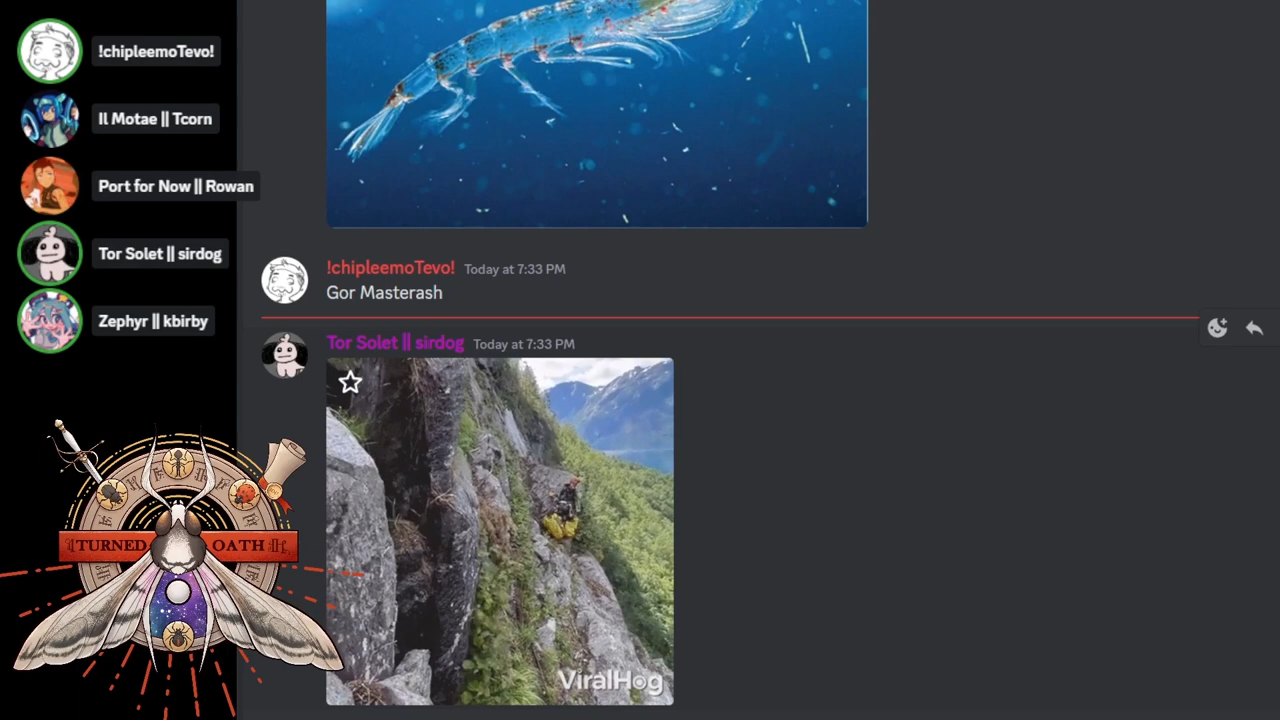 !chipleemoTevo!
Il Motae || Tcorn
Port for Now || Rowan
Tor Solet || sirdog
Zephyr || kbirby
TURNED OATH
!chipleemoTevo! Today at 7:33 PM
Gor Masterash
Tor Solet || sirdog Today at 7:33 PM
ViralHog